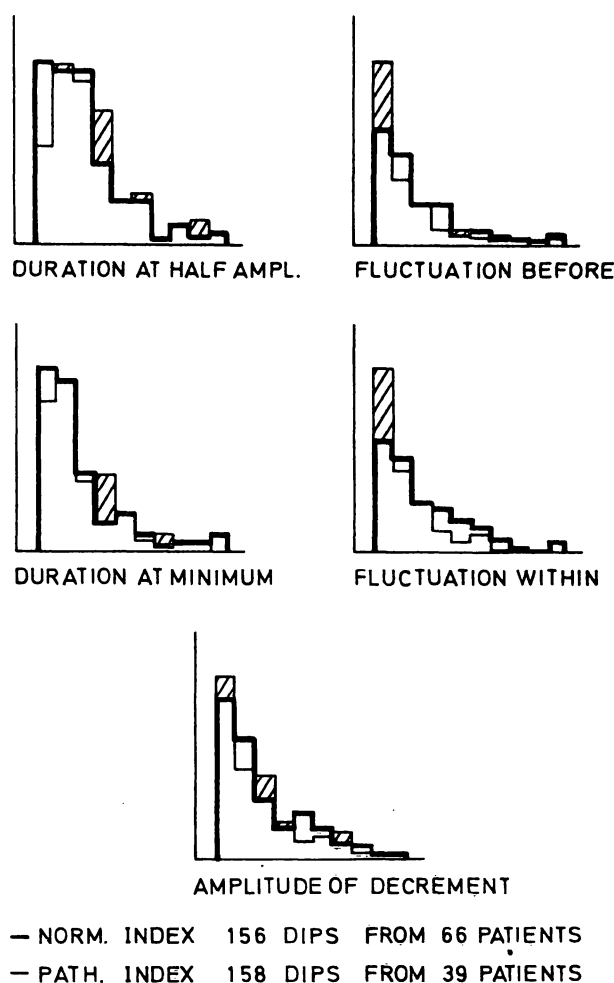 DURATION AT HALF AMPL.
FLUCTUATION BEFORE
DURATION AT MINIMUM
FLUCTUATION WITHIN
AMPLITUDE OF DECREMENT
— NORM. INDEX 156 DIPS FROM 66 PATIENTS
— PATH. INDEX 158 DIPS FROM 39 PATIENTS